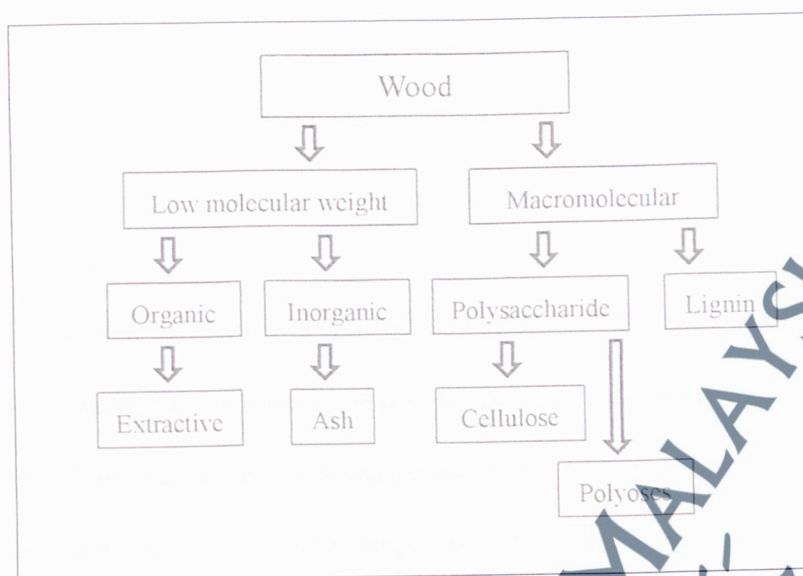 Wood
Low molecular weight
Macromolecular
Organic
Inorganic
Polysaccharide
Lignin
Extractive
Ash
Cellulose
Polyoses